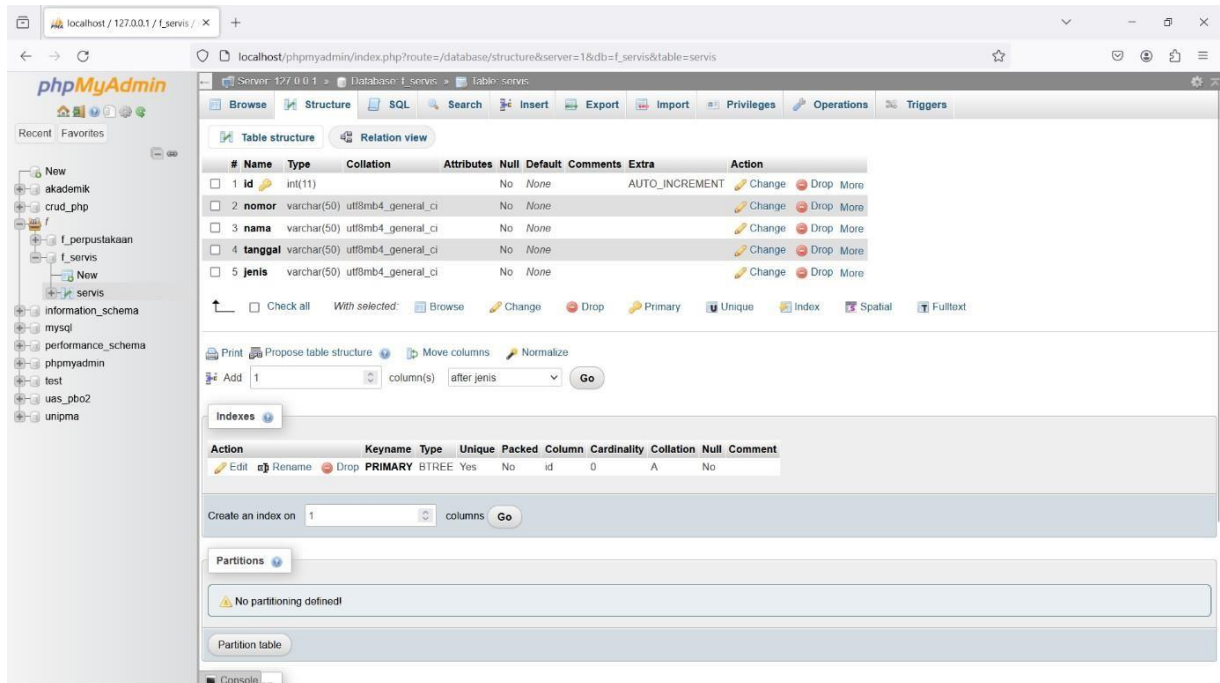 localhost / 127.0.0.1 / f_servis /
localhost/phpmyadmin/index.php?route=/database/structure&server=1&db=f_servis&table=servis
phpMyAdmin
Recent Favorites
New
akademik
crud_php
f
f_perpustakaan
f_servis
New
servis
information_schema
mysql
performance_schema
phpmyadmin
test
uas_pbo2
unipma
Server: 127.0.0.1 » Database: f_servis » Table: servis
Browse Structure SQL Search Insert Export Import Privileges Operations Triggers
Table structure Relation view
# Name Type Collation Attributes Null Default Comments Extra Action
1 id int(11) No None AUTO_INCREMENT Change Drop More
2 nomor varchar(50) utf8mb4_general_ci No None Change Drop More
3 nama varchar(50) utf8mb4_general_ci No None Change Drop More
4 tanggal varchar(50) utf8mb4_general_ci No None Change Drop More
5 jenis varchar(50) utf8mb4_general_ci No None Change Drop More
Check all With selected: Browse Change Drop Primary Unique Index Spatial Fulltext
Print Propose table structure Move columns Normalize
Add 1 column(s) after jenis Go
Indexes
Action Keyname Type Unique Packed Column Cardinality Collation Null Comment
Edit Rename Drop PRIMARY BTREE Yes No id 0 A No
Create an index on 1 columns Go
Partitions
No partitioning defined!
Partition table
Console